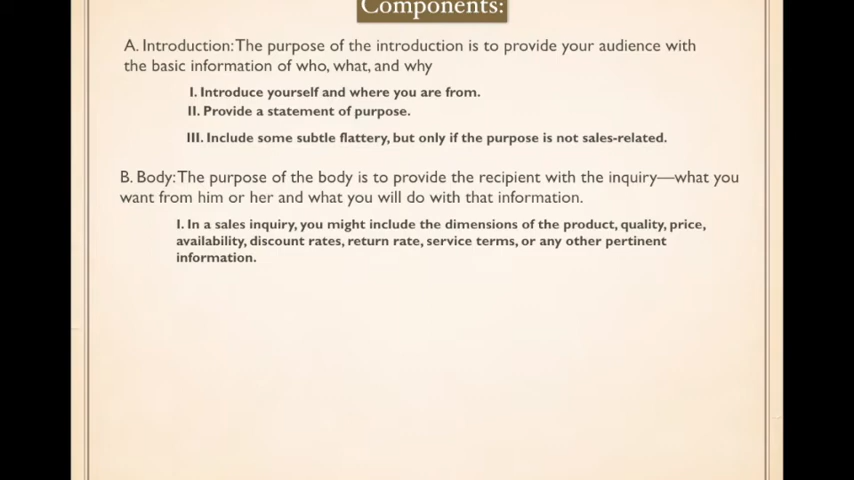 Components:
A. Introduction: The purpose of the introduction is to provide your audience with
the basic information of who, what, and why
I. Introduce yourself and where you are from.
II. Provide a statement of purpose.
III. Include some subtle flattery, but only if the purpose is not sales-related.
B. Body: The purpose of the body is to provide the recipient with the inquiry—what you
want from him or her and what you will do with that information.
I. In a sales inquiry, you might include the dimensions of the product, quality, price,
availability, discount rates, return rate, service terms, or any other pertinent
information.